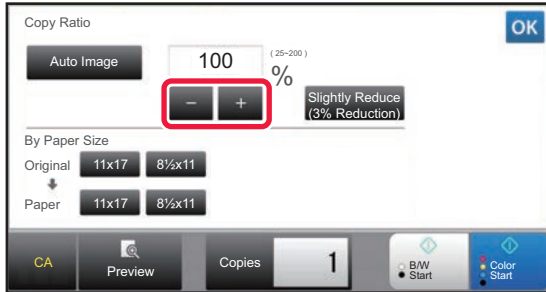 Copy Ratio
OK
Auto Image
100
(25~200)
%
− +
Slightly Reduce
(3% Reduction)
By Paper Size
Original 11x17 8½x11
Paper 11x17 8½x11
CA
Preview
Copies
1
B/W
Start
Color
Start